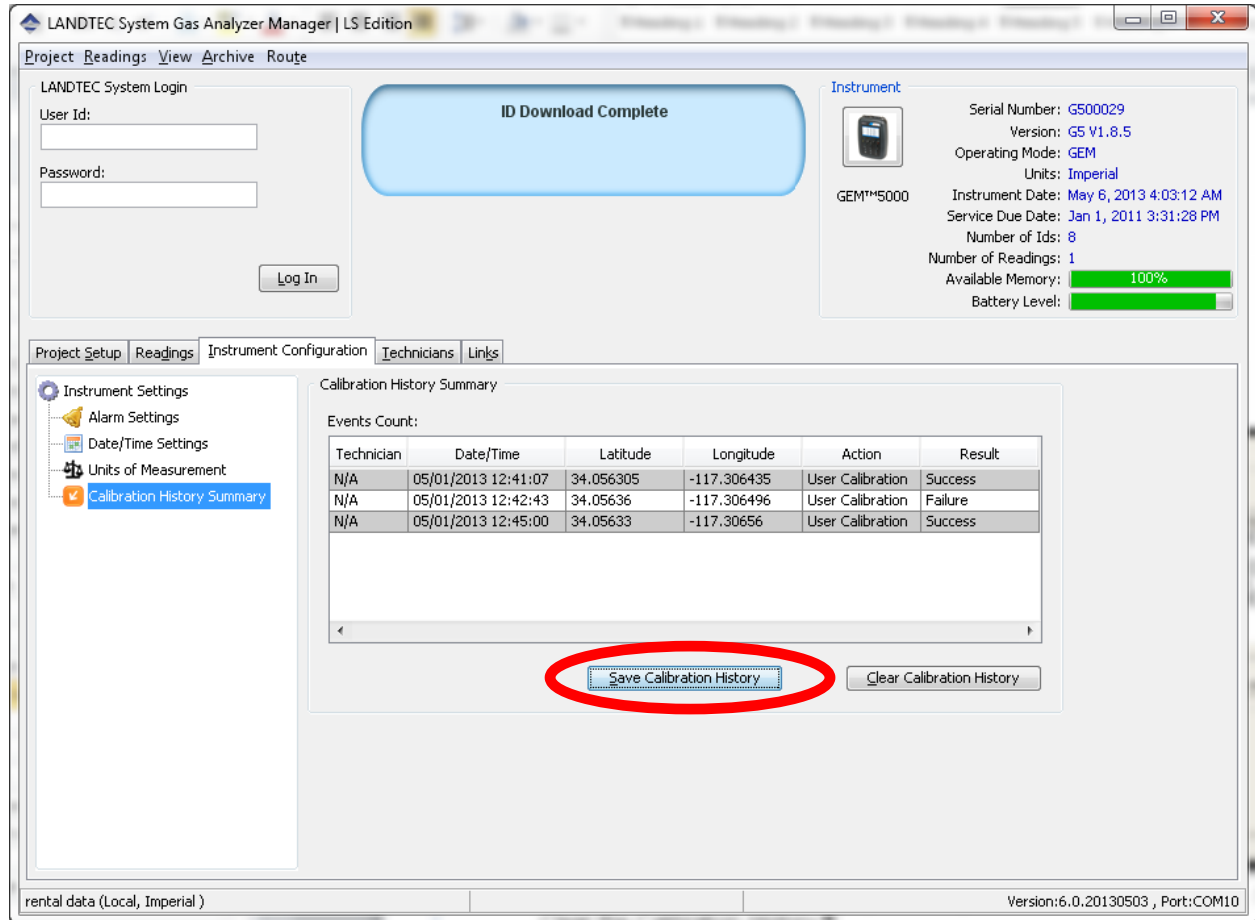 LANDTEC System Gas Analyzer Manager | LS Edition
Project Readings View Archive Route
LANDTEC System Login
User Id:
Password:
Log In
ID Download Complete
Instrument
GEM™5000
Serial Number: G500029
Version: G5 V1.8.5
Operating Mode: GEM
Units: Imperial
Instrument Date: May 6, 2013 4:03:12 AM
Service Due Date: Jan 1, 2011 3:31:28 PM
Number of Ids: 8
Number of Readings: 1
Available Memory: 100%
Battery Level:
Project Setup Readings Instrument Configuration Technicians Links
Instrument Settings
Alarm Settings
Date/Time Settings
Units of Measurement
Calibration History Summary
Calibration History Summary
Events Count:
Technician Date/Time Latitude Longitude Action Result
N/A 05/01/2013 12:41:07 34.056305 -117.306435 User Calibration Success
N/A 05/01/2013 12:42:43 34.05636 -117.306496 User Calibration Failure
N/A 05/01/2013 12:45:00 34.05633 -117.30656 User Calibration Success
Save Calibration History Clear Calibration History
rental data (Local, Imperial ) Version:6.0.20130503 , Port:COM10